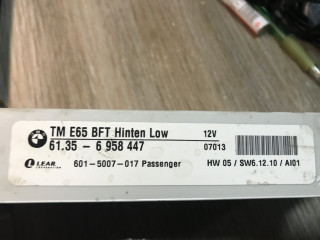 TM E65 BFT Hinten Low 12V
61.35 - 6 958 447 07013
LEAR 601-5007-017 Passenger HW 05 / SW6.12.10 / AI01
CORPORATION